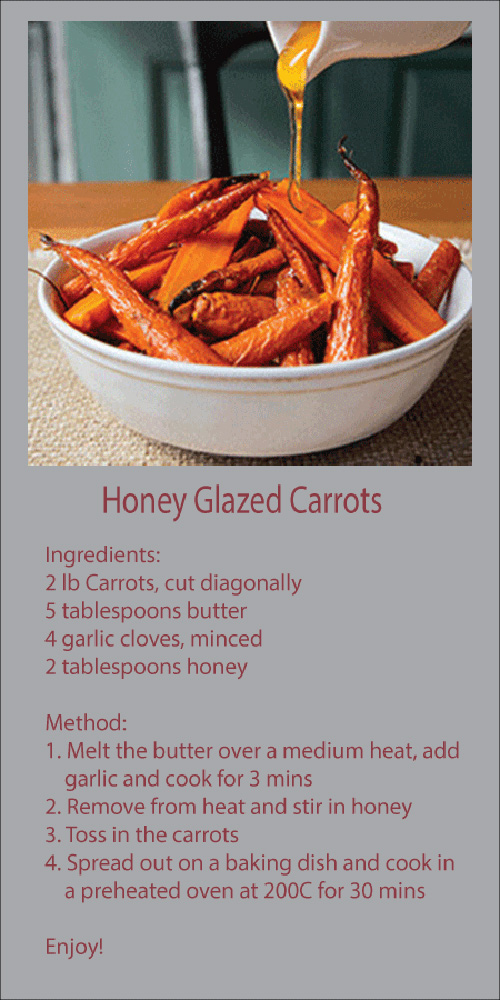 Honey Glazed Carrots
Ingredients:
2 lb Carrots, cut diagonally
5 tablespoons butter
4 garlic cloves, minced
2 tablespoons honey
Method:
1. Melt the butter over a medium heat, add
garlic and cook for 3 mins
2. Remove from heat and stir in honey
3. Toss in the carrots
4. Spread out on a baking dish and cook in
a preheated oven at 200C for 30 mins
Enjoy!